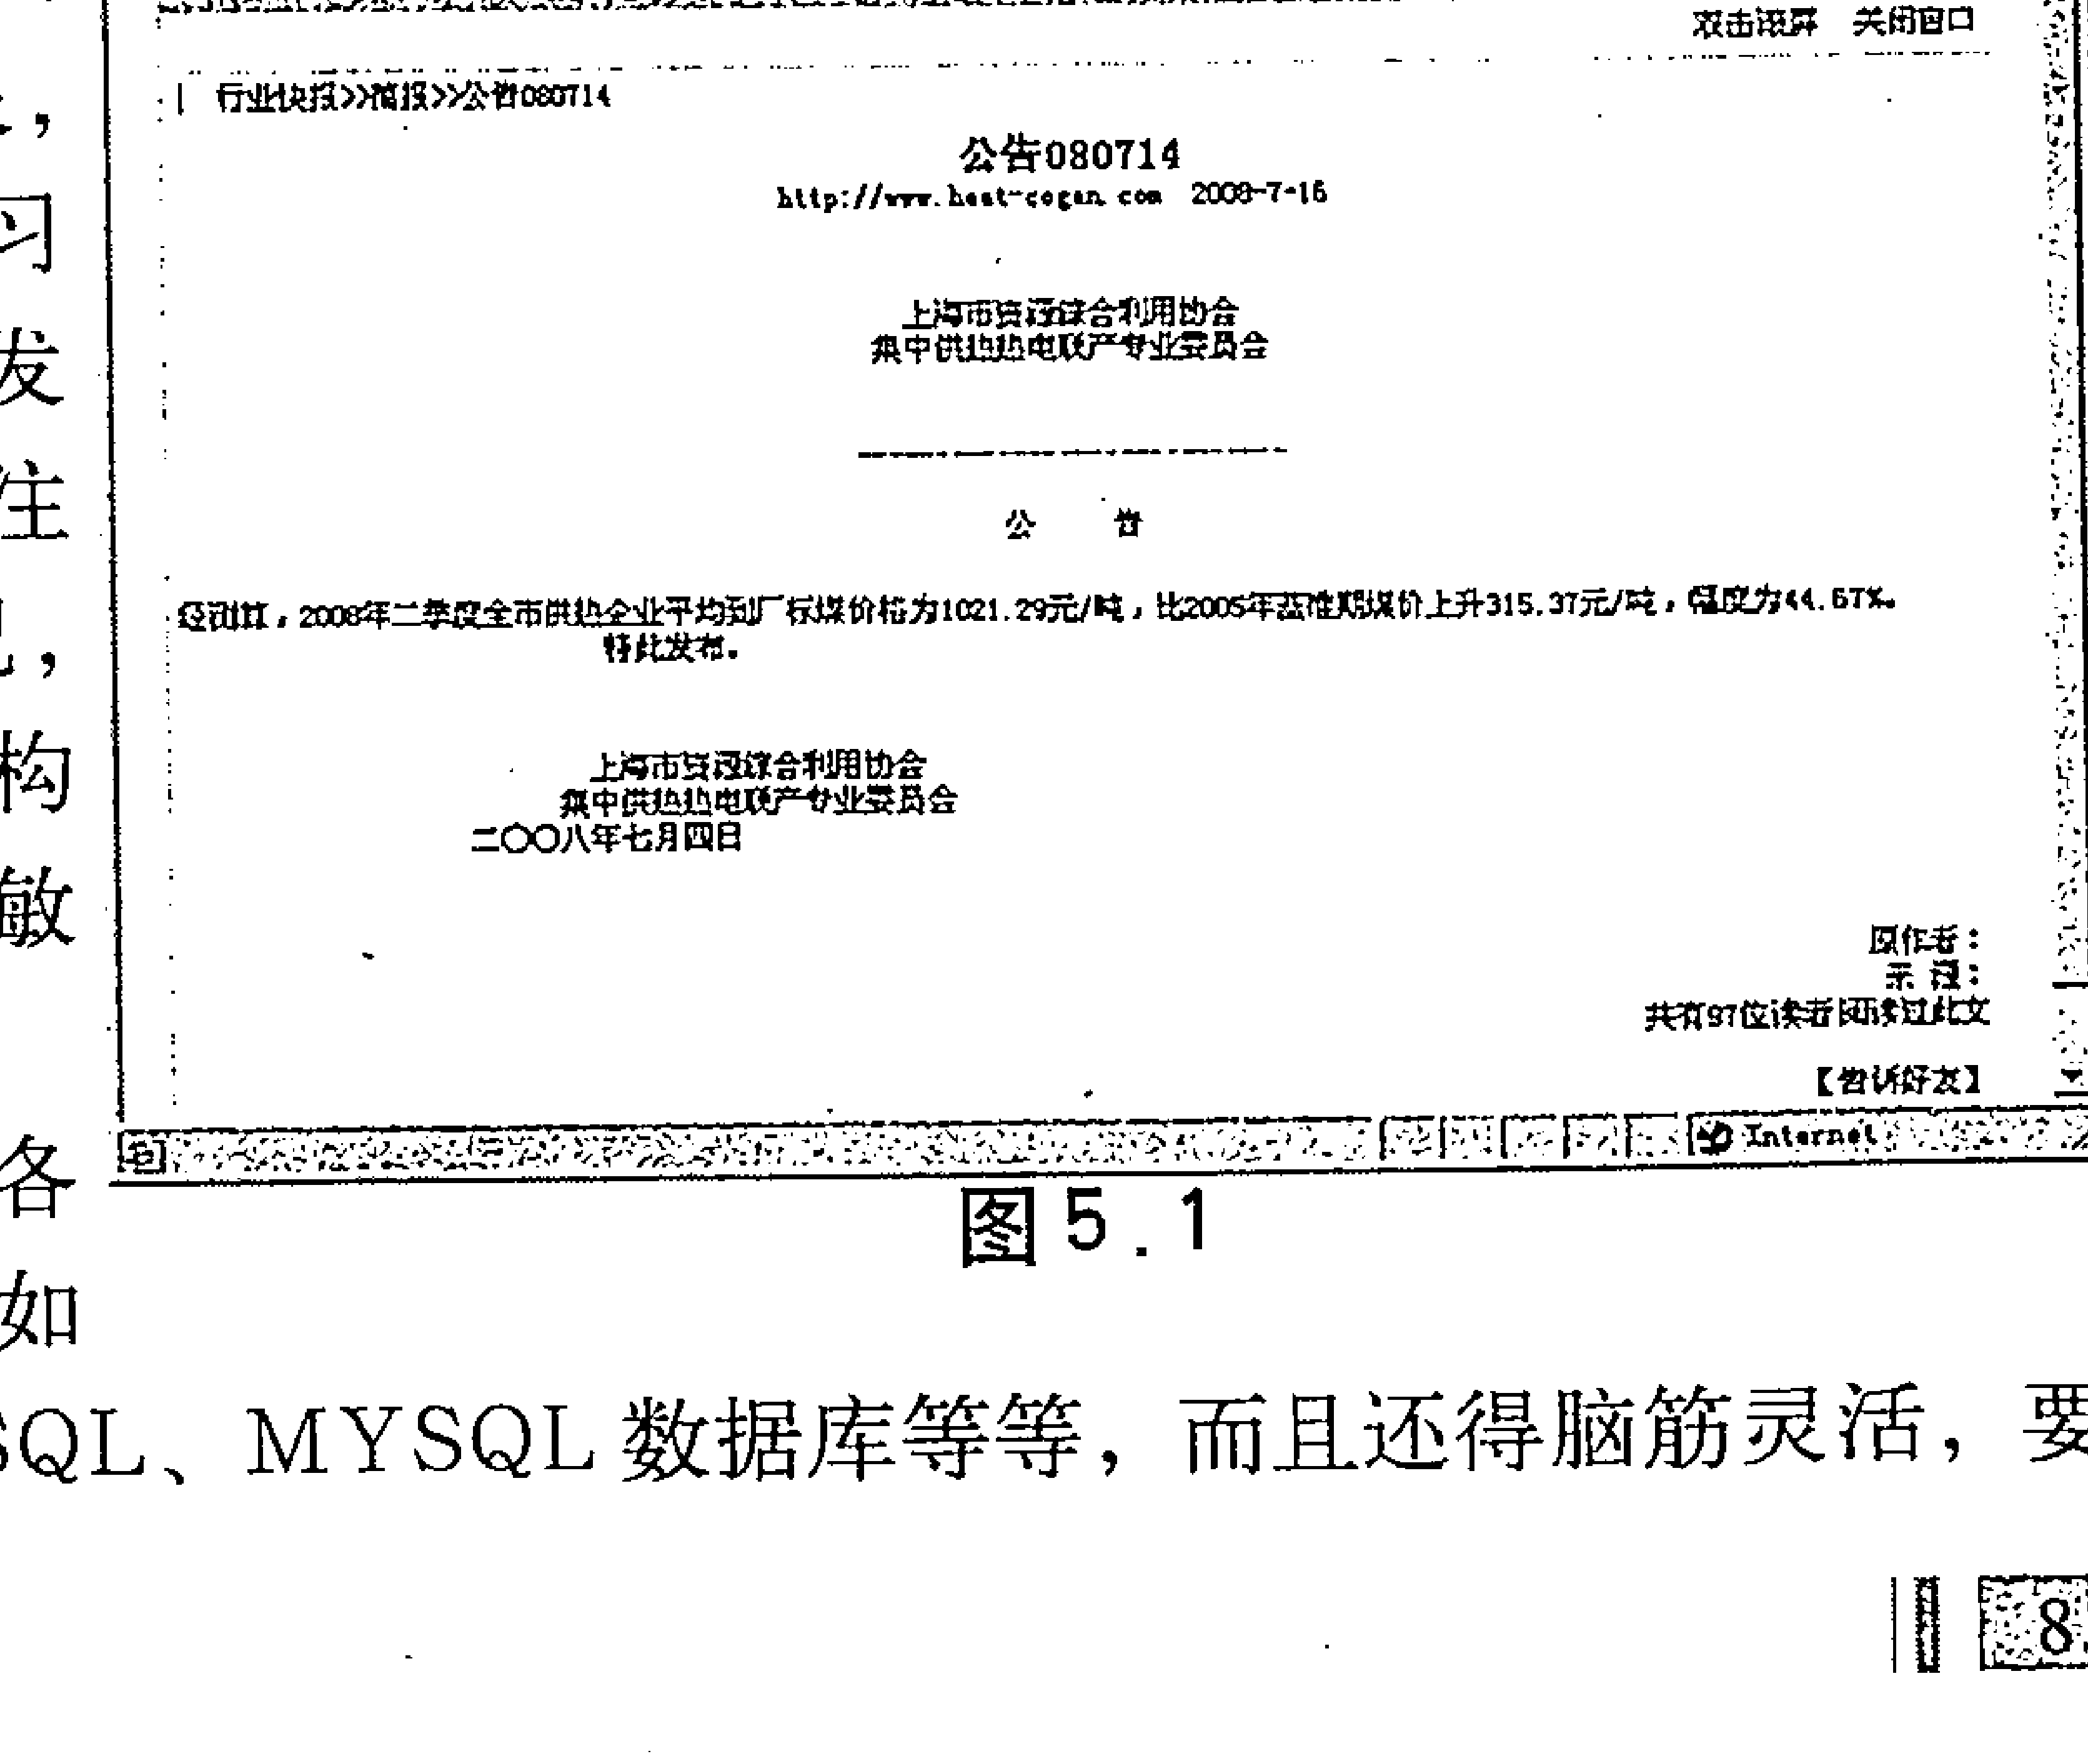 双击滚屏 关闭窗口
行业快报>>简报>>公告080714
公告080714
http://www.heat-cogen.com 2008-7-16
上海市资源综合利用协会
集中供热热电联产专业委员会
公 告
经测算，2008年二季度全市供热企业平均到厂标煤价格为1021.29元/吨，比2005年基准期煤价上升315.37元/吨，幅度为44.67%。
特此发布。
上海市资源综合利用协会
集中供热热电联产专业委员会
二〇〇八年七月四日
原作者：
来 源：
共有97位读者阅读过此文
【告诉好友】
Internet
图 5.1
习
发
住
构
敏
各
如
SQL、MYSQL 数据库等等，而且还得脑筋灵活，要
8